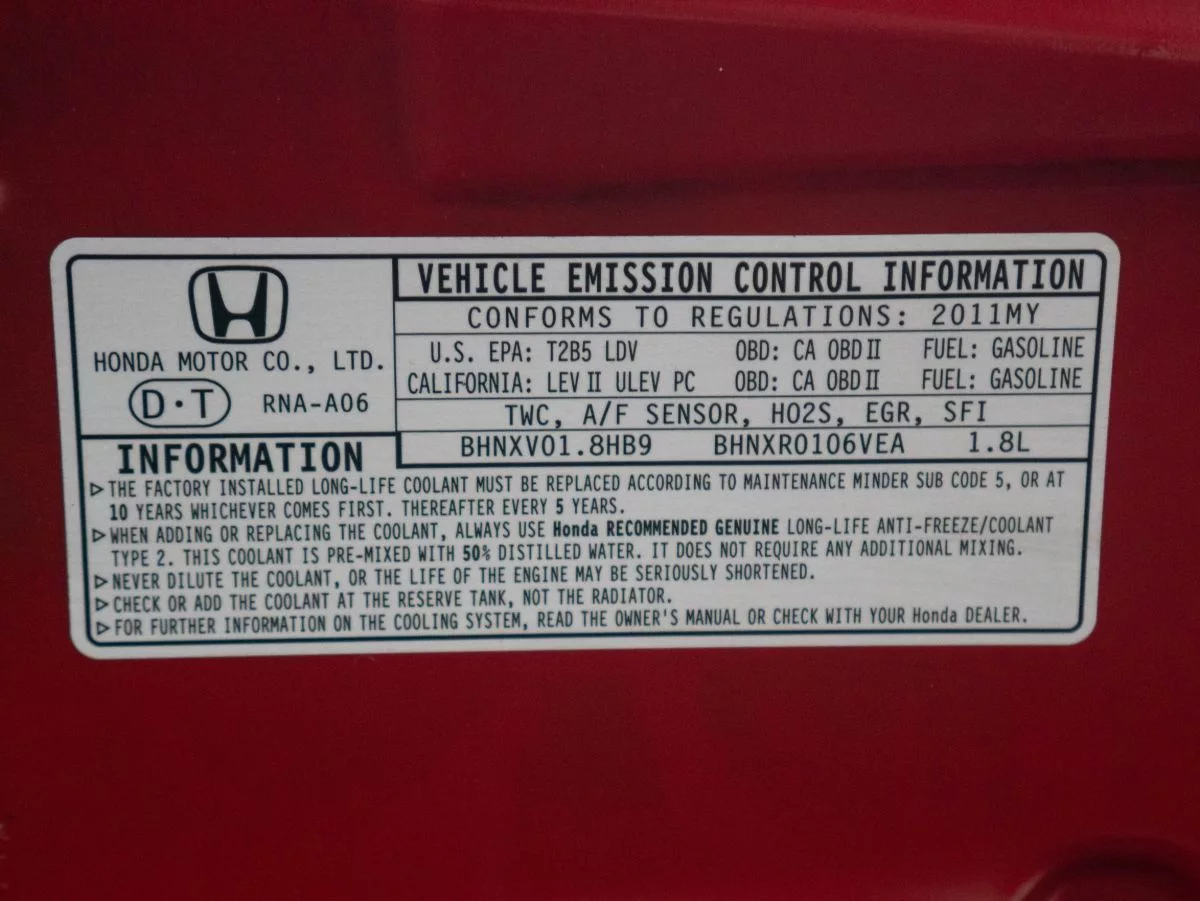 HONDA MOTOR CO., LTD.
D·T RNA-A06
VEHICLE EMISSION CONTROL INFORMATION
CONFORMS TO REGULATIONS: 2011MY
U.S. EPA: T2B5 LDV OBD: CA OBD II FUEL: GASOLINE
CALIFORNIA: LEV II ULEV PC OBD: CA OBD II FUEL: GASOLINE
TWC, A/F SENSOR, HO2S, EGR, SFI
BHNXV01.8HB9 BHNXR0106VEA 1.8L
INFORMATION
▷THE FACTORY INSTALLED LONG-LIFE COOLANT MUST BE REPLACED ACCORDING TO MAINTENANCE MINDER SUB CODE 5, OR AT
10 YEARS WHICHEVER COMES FIRST. THEREAFTER EVERY 5 YEARS.
▷WHEN ADDING OR REPLACING THE COOLANT, ALWAYS USE Honda RECOMMENDED GENUINE LONG-LIFE ANTI-FREEZE/COOLANT
TYPE 2. THIS COOLANT IS PRE-MIXED WITH 50% DISTILLED WATER. IT DOES NOT REQUIRE ANY ADDITIONAL MIXING.
▷NEVER DILUTE THE COOLANT, OR THE LIFE OF THE ENGINE MAY BE SERIOUSLY SHORTENED.
▷CHECK OR ADD THE COOLANT AT THE RESERVE TANK, NOT THE RADIATOR.
▷FOR FURTHER INFORMATION ON THE COOLING SYSTEM, READ THE OWNER'S MANUAL OR CHECK WITH YOUR Honda DEALER.